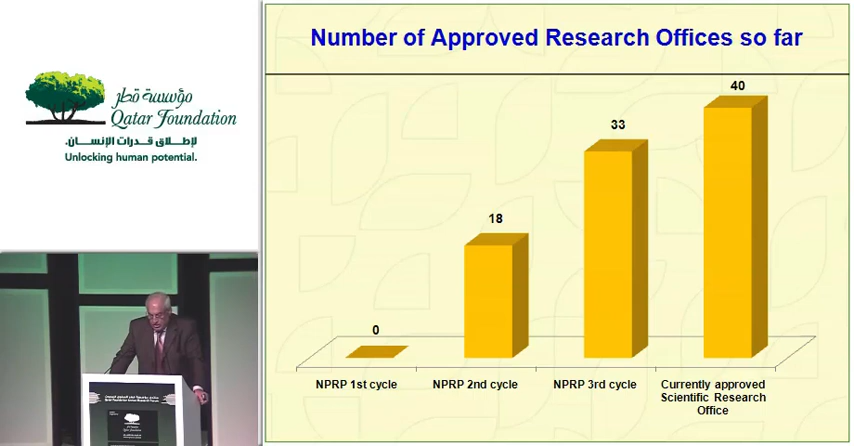 مؤسسة قطر
Qatar Foundation
لإطلاق قدرات الإنسان.
Unlocking human potential.
Number of Approved Research Offices so far
40
33
18
0
NPRP 1st cycle
NPRP 2nd cycle
NPRP 3rd cycle
Currently approved
Scientific Research
Office